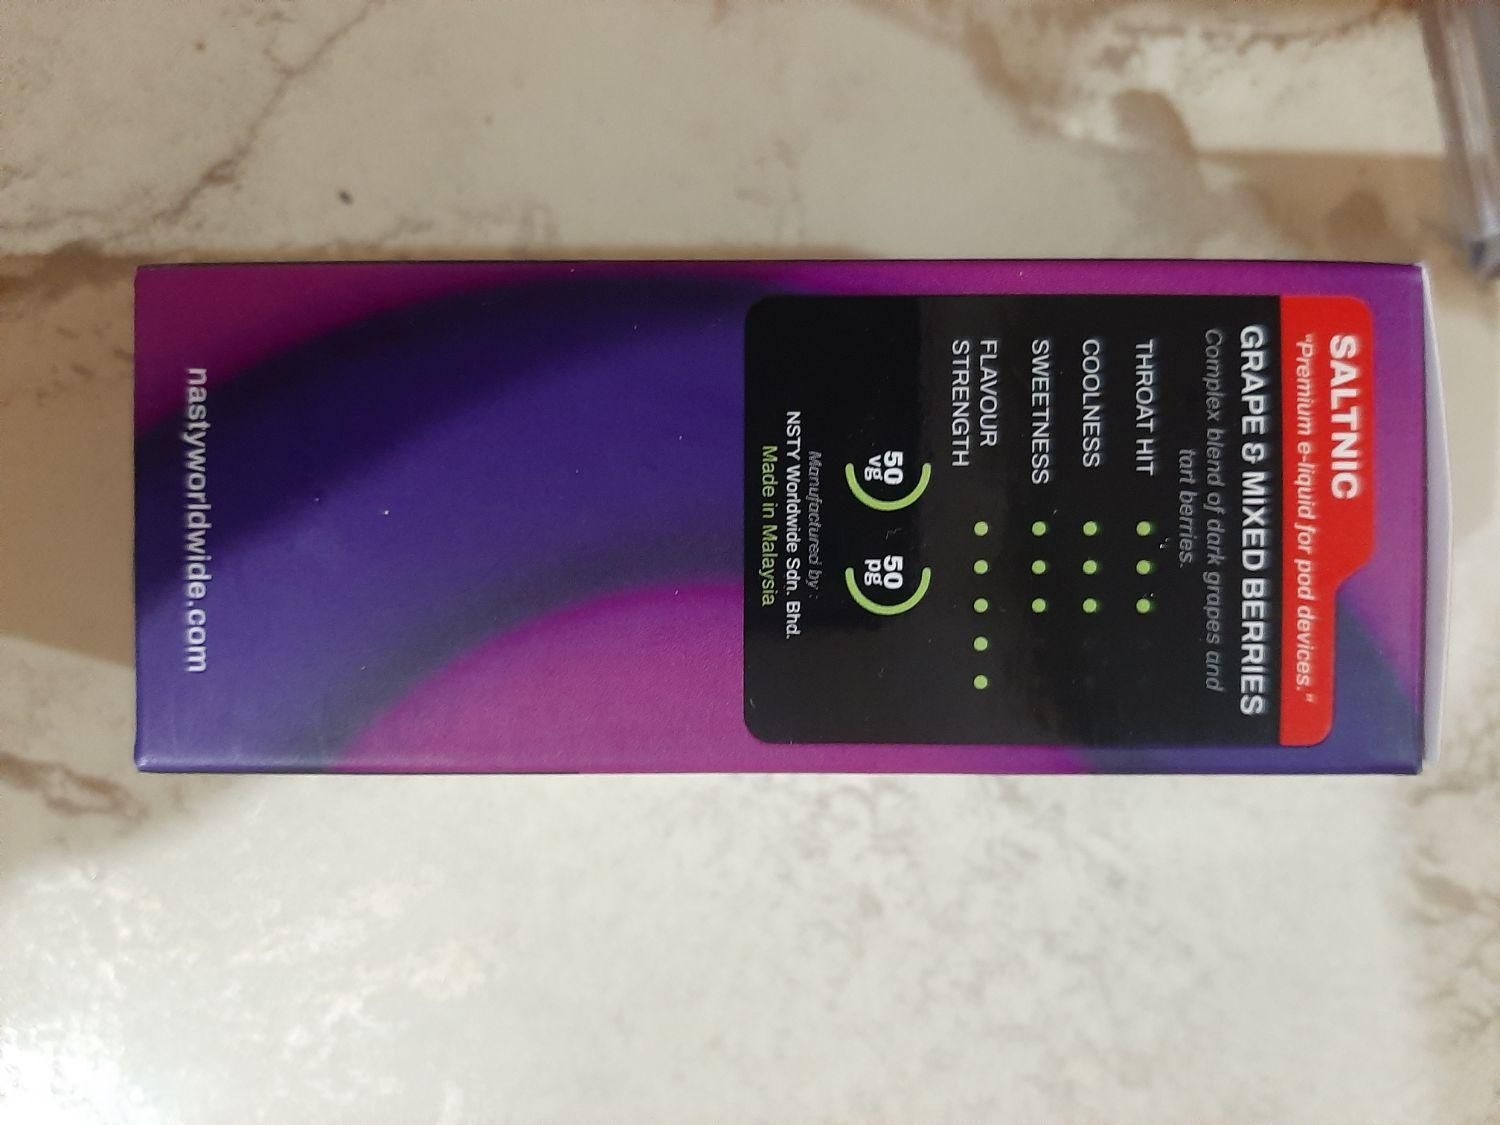 SALTNIC
"Premium e-liquid for pod devices."
GRAPE & MIXED BERRIES
Complex blend of dark grapes and
tart berries.
THROAT HIT
COOLNESS
SWEETNESS
FLAVOUR
STRENGTH
50 50
vg pg
Manufactured by :
NSTY Worldwide Sdn. Bhd.
Made in Malaysia
nastyworldwide.com